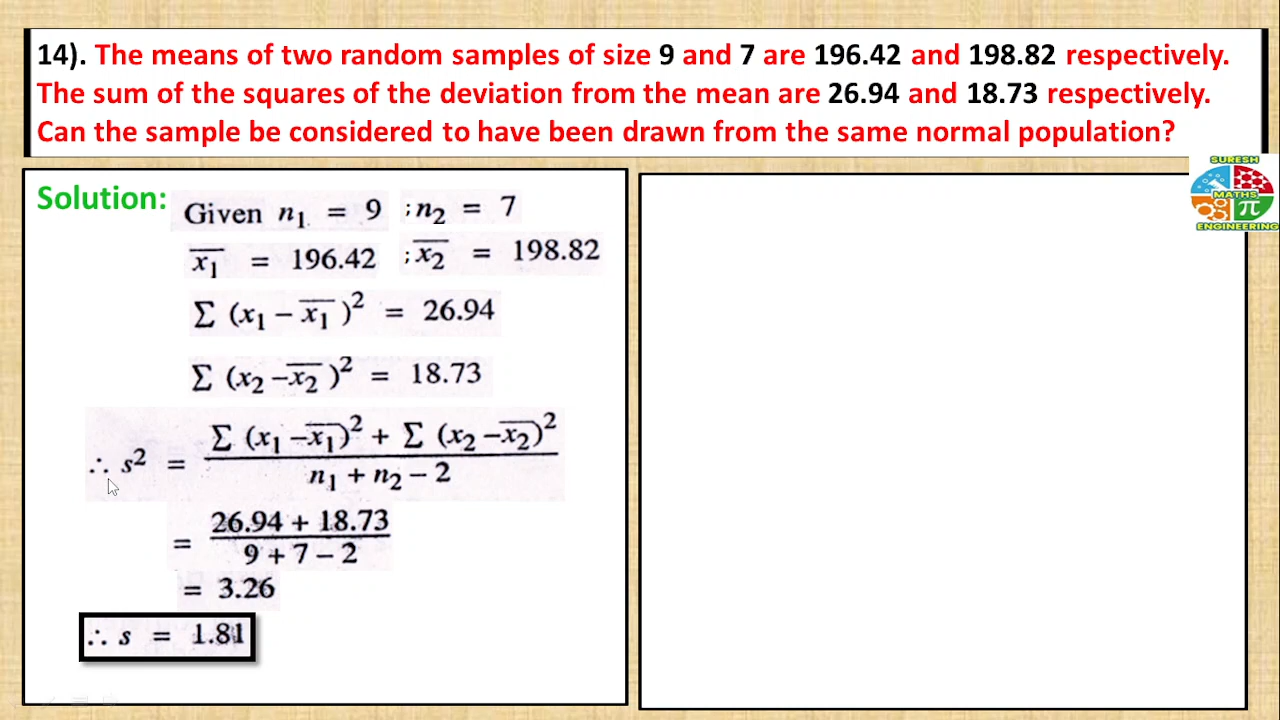 14). The means of two random samples of size 9 and 7 are 196.42 and 198.82 respectively.
The sum of the squares of the deviation from the mean are 26.94 and 18.73 respectively.
Can the sample be considered to have been drawn from the same normal population?
SURESH
MATHS
π
ENGINEERING
Solution:
Given n₁ = 9 ; n₂ = 7
x̄₁ = 196.42 ; x̄₂ = 198.82
Σ (x₁ – x̄₁)² = 26.94
Σ (x₂ – x̄₂)² = 18.73
∴ s² = Σ (x₁ – x̄₁)² + Σ (x₂ – x̄₂)²
n₁ + n₂ – 2
= 26.94 + 18.73
9 + 7 – 2
= 3.26
∴ s = 1.81